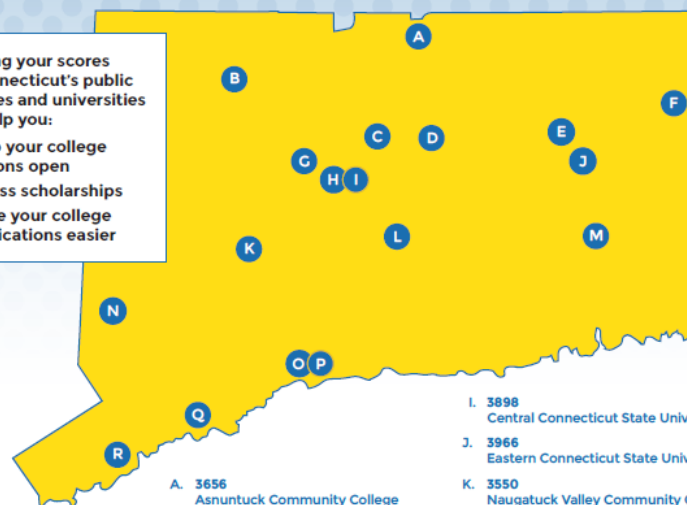 g your scores
nnecticut's public
es and universities
lp you:
your college
ons open
ss scholarships
e your college
ications easier
A
B
F
C
D
E
G
J
H I
L
M
K
N
O P
Q
R
I. 3898
Central Connecticut State Univ
J. 3966
Eastern Connecticut State Univ
A. 3656
Asnuntuck Community College
K. 3550
Naugatuck Valley Community